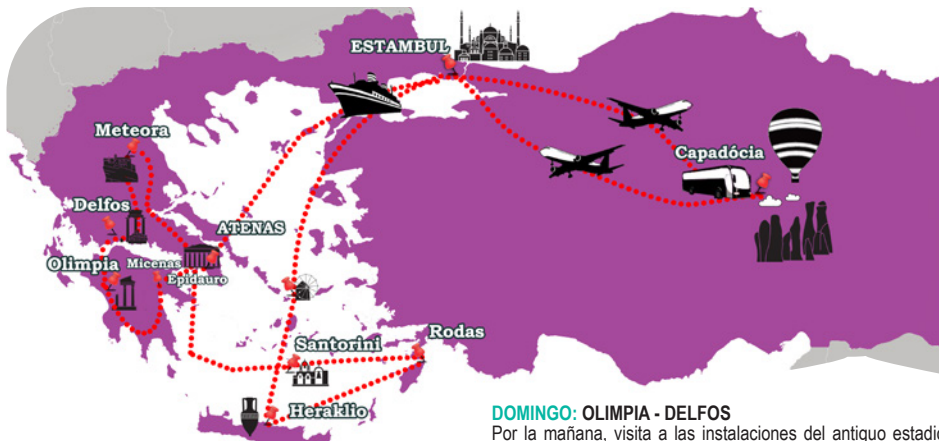 ESTAMBUL
Meteora
Capadócia
Delfos
ATENAS
Olimpia
Micenas
Epidauro
Santorini
Rodas
Heraklio
DOMINGO: OLIMPIA - DELFOS
Por la mañana, visita a las instalaciones del antiguo estadio